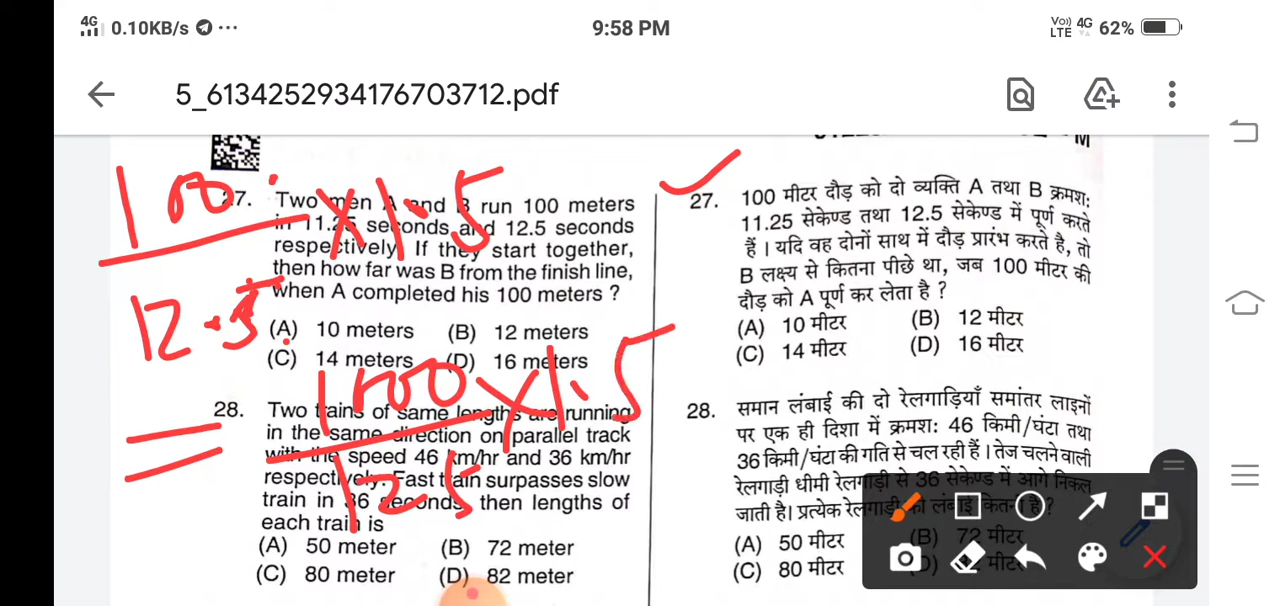 4G 0.10KB/s ··· 9:58 PM Vo)) LTE 4G 62%
5_6134252934176703712.pdf
27. Two men A and B run 100 meters
in 11.25 seconds and 12.5 seconds
respectively. If they start together,
then how far was B from the finish line,
when A completed his 100 meters ?
(A) 10 meters (B) 12 meters
(C) 14 meters (D) 16 meters
28. Two trains of same lengths are running
in the same direction on parallel track
with the speed 46 km/hr and 36 km/hr
respectively. Fast train surpasses slow
train in 36 seconds, then lengths of
each train is
(A) 50 meter (B) 72 meter
(C) 80 meter (D) 82 meter
100 × 1.5
12.5
= 1000 × 1.5
125
M
27. 100 मीटर दौड़ को दो व्यक्ति A तथा B क्रमशः
11.25 सेकेण्ड तथा 12.5 सेकेण्ड में पूर्ण करते
हैं। यदि वह दोनों साथ में दौड़ प्रारंभ करते है, तो
B लक्ष्य से कितना पीछे था, जब 100 मीटर की
दौड़ को A पूर्ण कर लेता है ?
(A) 10 मीटर (B) 12 मीटर
(C) 14 मीटर (D) 16 मीटर
28. समान लंबाई की दो रेलगाड़ियाँ समांतर लाइनों
पर एक ही दिशा में क्रमशः 46 किमी/घंटा तथा
36 किमी/घंटा की गति से चल रही हैं। तेज चलने वाली
रेलगाड़ी धीमी रेलगाड़ी से 36 सेकेण्ड में आगे निकल
जाती है। प्रत्येक रेलगाड़ी की लंबाई कितनी है ?
(A) 50 मीटर (B) 72 मीटर
(C) 80 मीटर